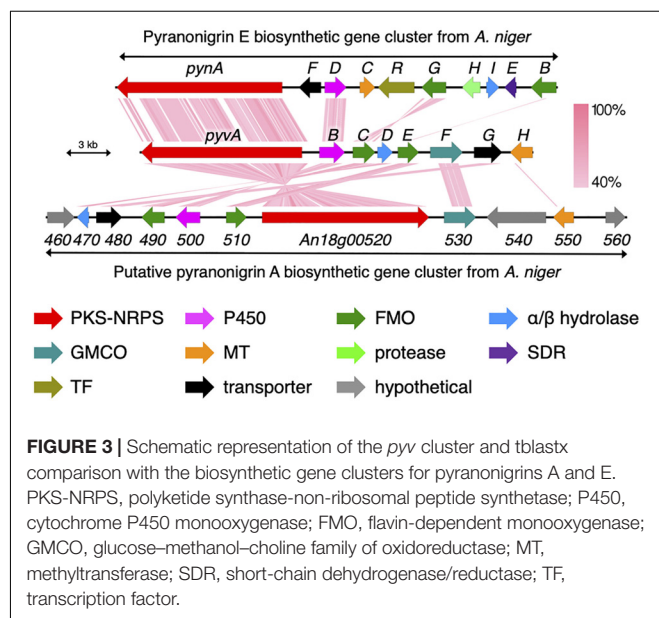 Pyranonigrin E biosynthetic gene cluster from A. niger
pynA F D C R G H I E B
100%
40%
3 kb
pyvA B C D E F G H
460 470 480 490 500 510 An18g00520 530 540 550 560
Putative pyranonigrin A biosynthetic gene cluster from A. niger
PKS-NRPS P450 FMO α/β hydrolase
GMCO MT protease SDR
TF transporter hypothetical
FIGURE 3 | Schematic representation of the pyv cluster and tblastx
comparison with the biosynthetic gene clusters for pyranonigrins A and E.
PKS-NRPS, polyketide synthase-non-ribosomal peptide synthetase; P450,
cytochrome P450 monooxygenase; FMO, flavin-dependent monooxygenase;
GMCO, glucose–methanol–choline family of oxidoreductase; MT,
methyltransferase; SDR, short-chain dehydrogenase/reductase; TF,
transcription factor.